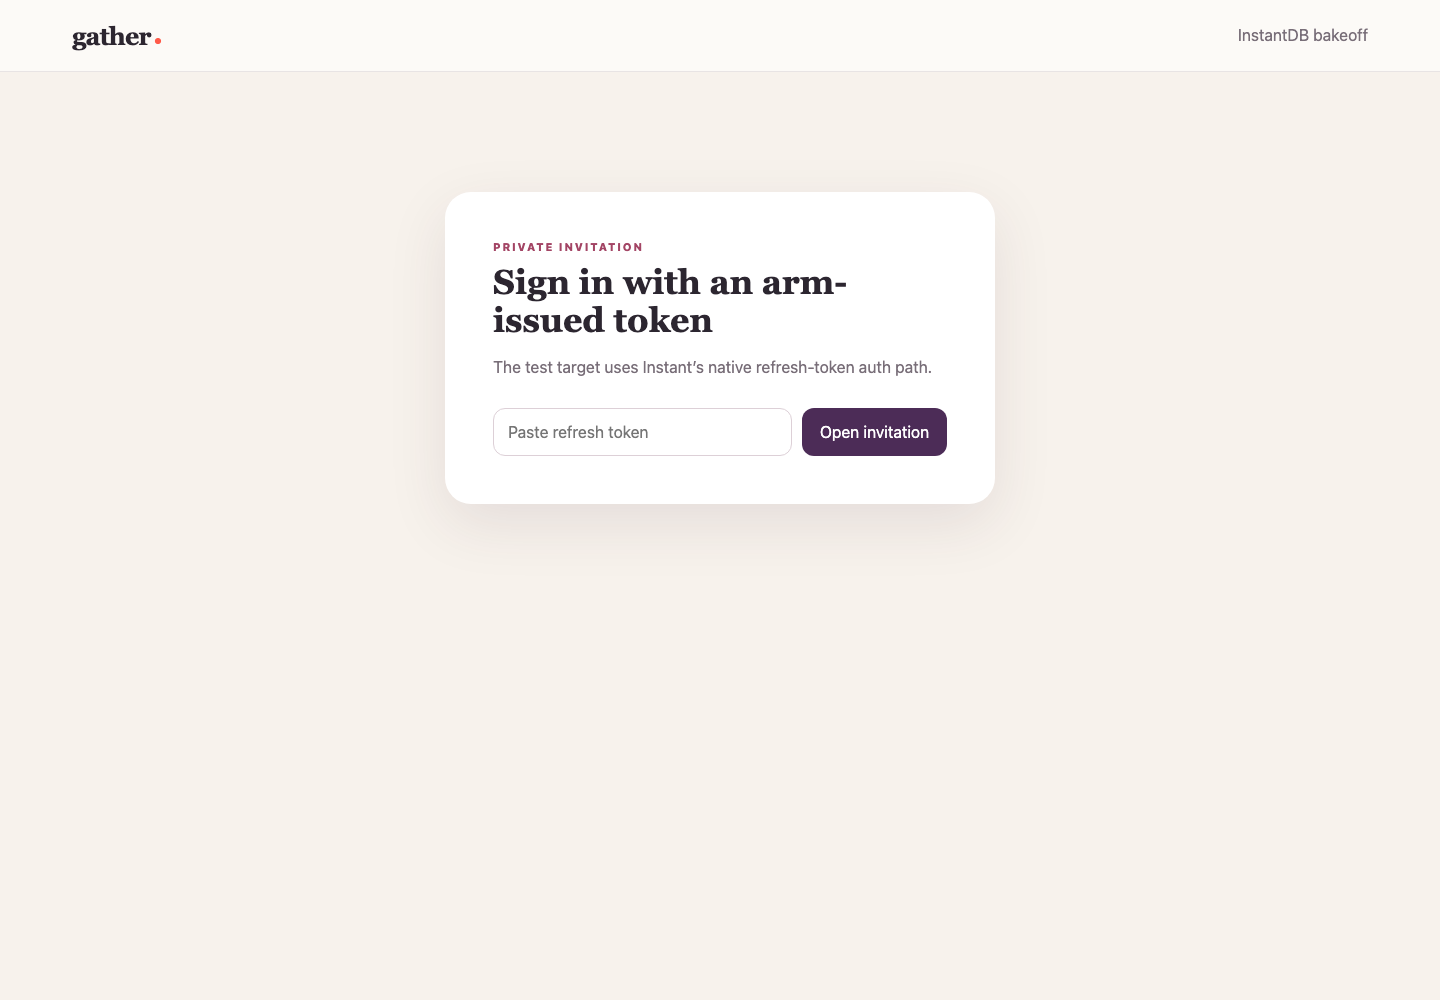 gather.
InstantDB bakeoff
PRIVATE INVITATION
Sign in with an arm-
issued token
The test target uses Instant’s native refresh-token auth path.
Paste refresh token
Open invitation